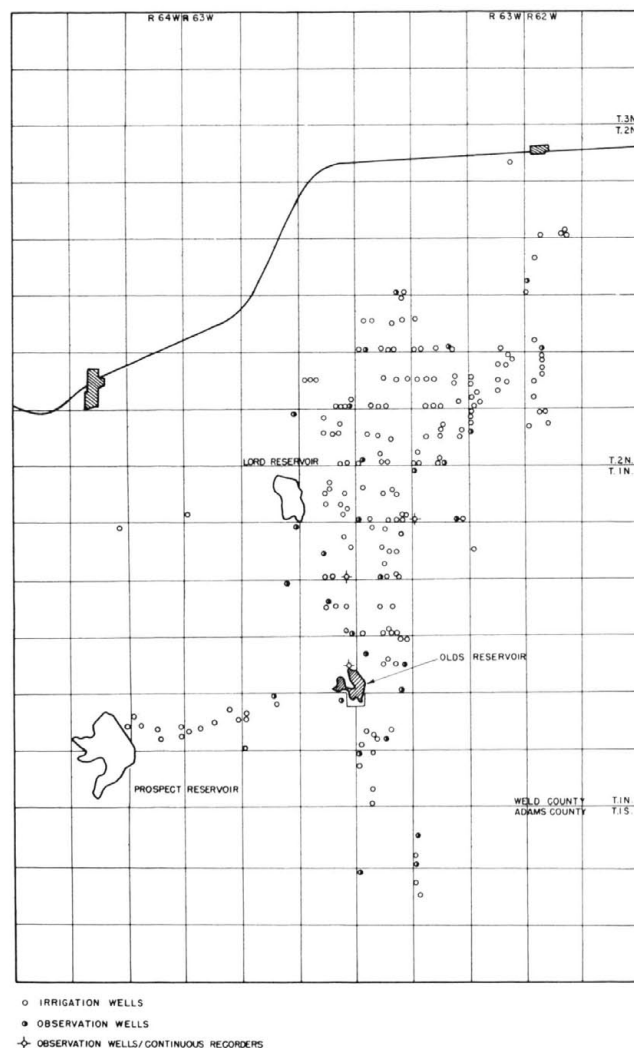 R 64W R 63W
R 63W R 62W
T.3N
T.2N
LORD RESERVOIR
T.2N.
T.1N.
OLDS RESERVOIR
PROSPECT RESERVOIR
WELD COUNTY T.1N.
ADAMS COUNTY T.1S.
IRRIGATION WELLS
OBSERVATION WELLS
OBSERVATION WELLS/CONTINUOUS RECORDERS